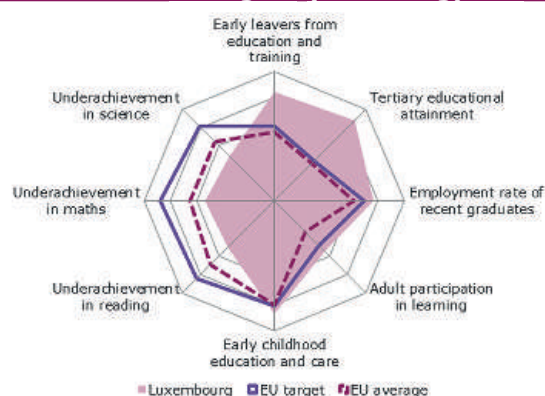 Early leavers from
education and
training
Underachievement
in science
Tertiary educational
attainment
Underachievement
in maths
Employment rate of
recent graduates
Underachievement
in reading
Adult participation
in learning
Early childhood
education and care
Luxembourg EU target EU average